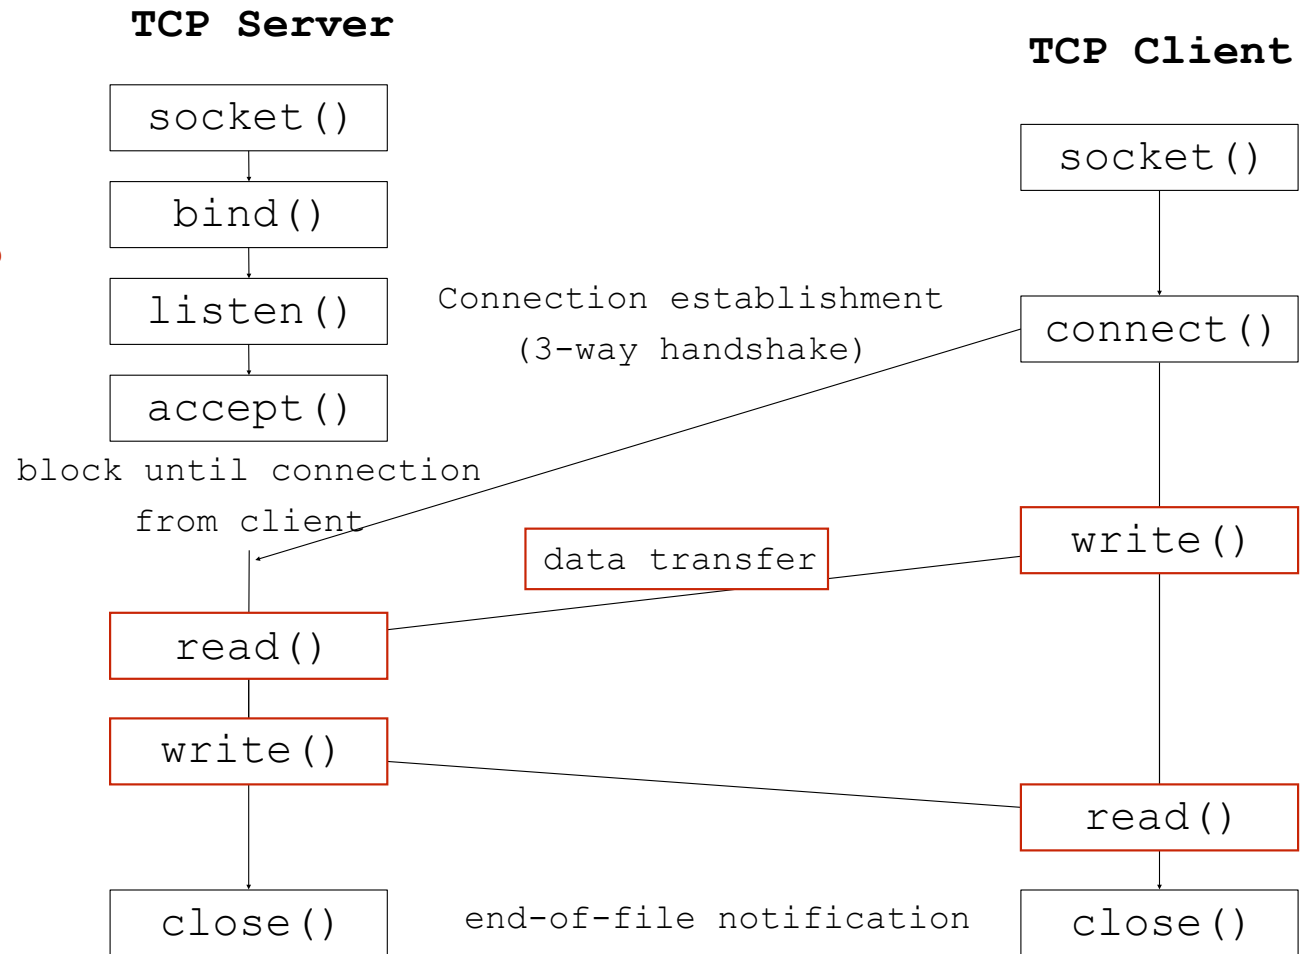 TCP Server
TCP Client
socket()
socket()
bind()
listen()
Connection establishment
(3-way handshake)
connect()
accept()
block until connection
from client
data transfer
write()
read()
write()
read()
close()
end-of-file notification
close()